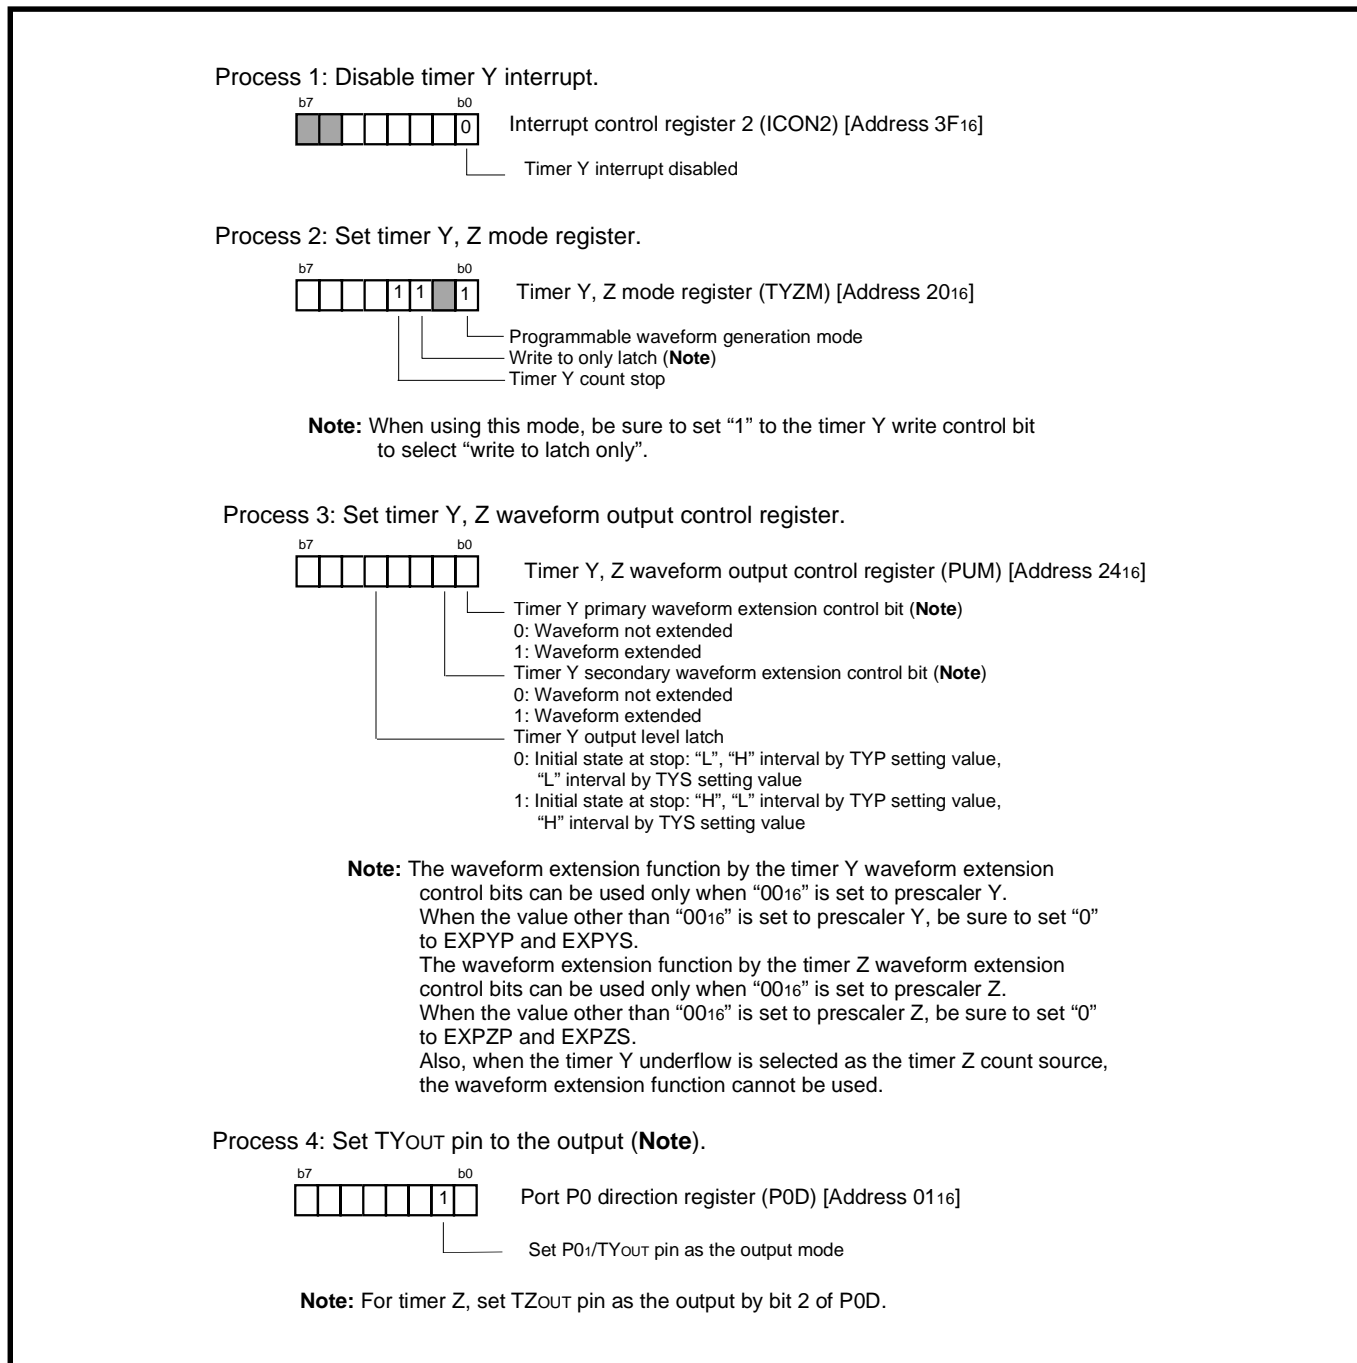 Process 1: Disable timer Y interrupt.
b7 b0
0 Interrupt control register 2 (ICON2) [Address 3F16]
Timer Y interrupt disabled
Process 2: Set timer Y, Z mode register.
b7 b0
1 1 1 Timer Y, Z mode register (TYZM) [Address 2016]
Programmable waveform generation mode
Write to only latch (Note)
Timer Y count stop
Note: When using this mode, be sure to set “1” to the timer Y write control bit
to select “write to latch only”.
Process 3: Set timer Y, Z waveform output control register.
b7 b0
Timer Y, Z waveform output control register (PUM) [Address 2416]
Timer Y primary waveform extension control bit (Note)
0: Waveform not extended
1: Waveform extended
Timer Y secondary waveform extension control bit (Note)
0: Waveform not extended
1: Waveform extended
Timer Y output level latch
0: Initial state at stop: “L”, “H” interval by TYP setting value,
“L” interval by TYS setting value
1: Initial state at stop: “H”, “L” interval by TYP setting value,
“H” interval by TYS setting value
Note: The waveform extension function by the timer Y waveform extension
control bits can be used only when “0016” is set to prescaler Y.
When the value other than “0016” is set to prescaler Y, be sure to set “0”
to EXPYP and EXPYS.
The waveform extension function by the timer Z waveform extension
control bits can be used only when “0016” is set to prescaler Z.
When the value other than “0016” is set to prescaler Z, be sure to set “0”
to EXPZP and EXPZS.
Also, when the timer Y underflow is selected as the timer Z count source,
the waveform extension function cannot be used.
Process 4: Set TYOUT pin to the output (Note).
b7 b0
1 Port P0 direction register (P0D) [Address 0116]
Set P01/TYOUT pin as the output mode
Note: For timer Z, set TZOUT pin as the output by bit 2 of P0D.